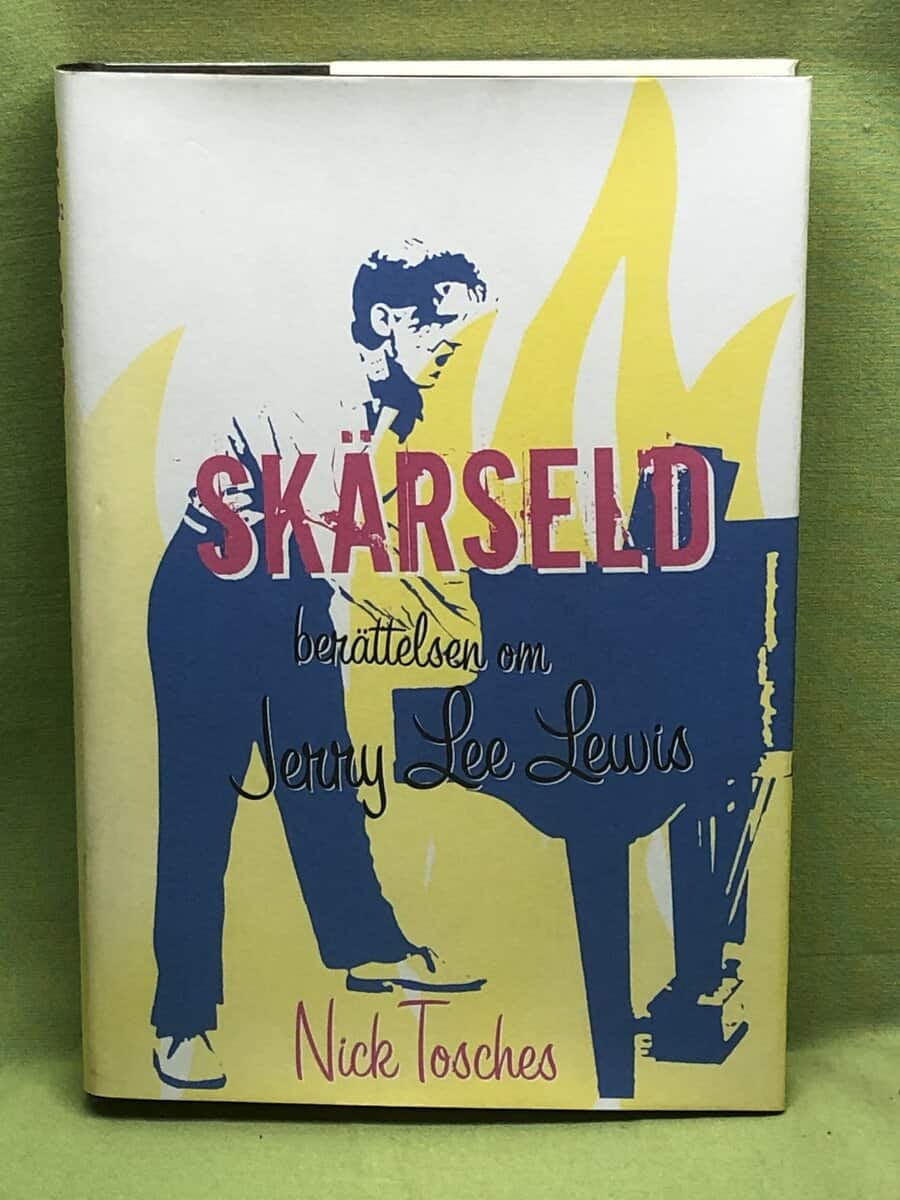 SKÄRSELD
berättelsen om
Jerry Lee Lewis
Nick Tosches